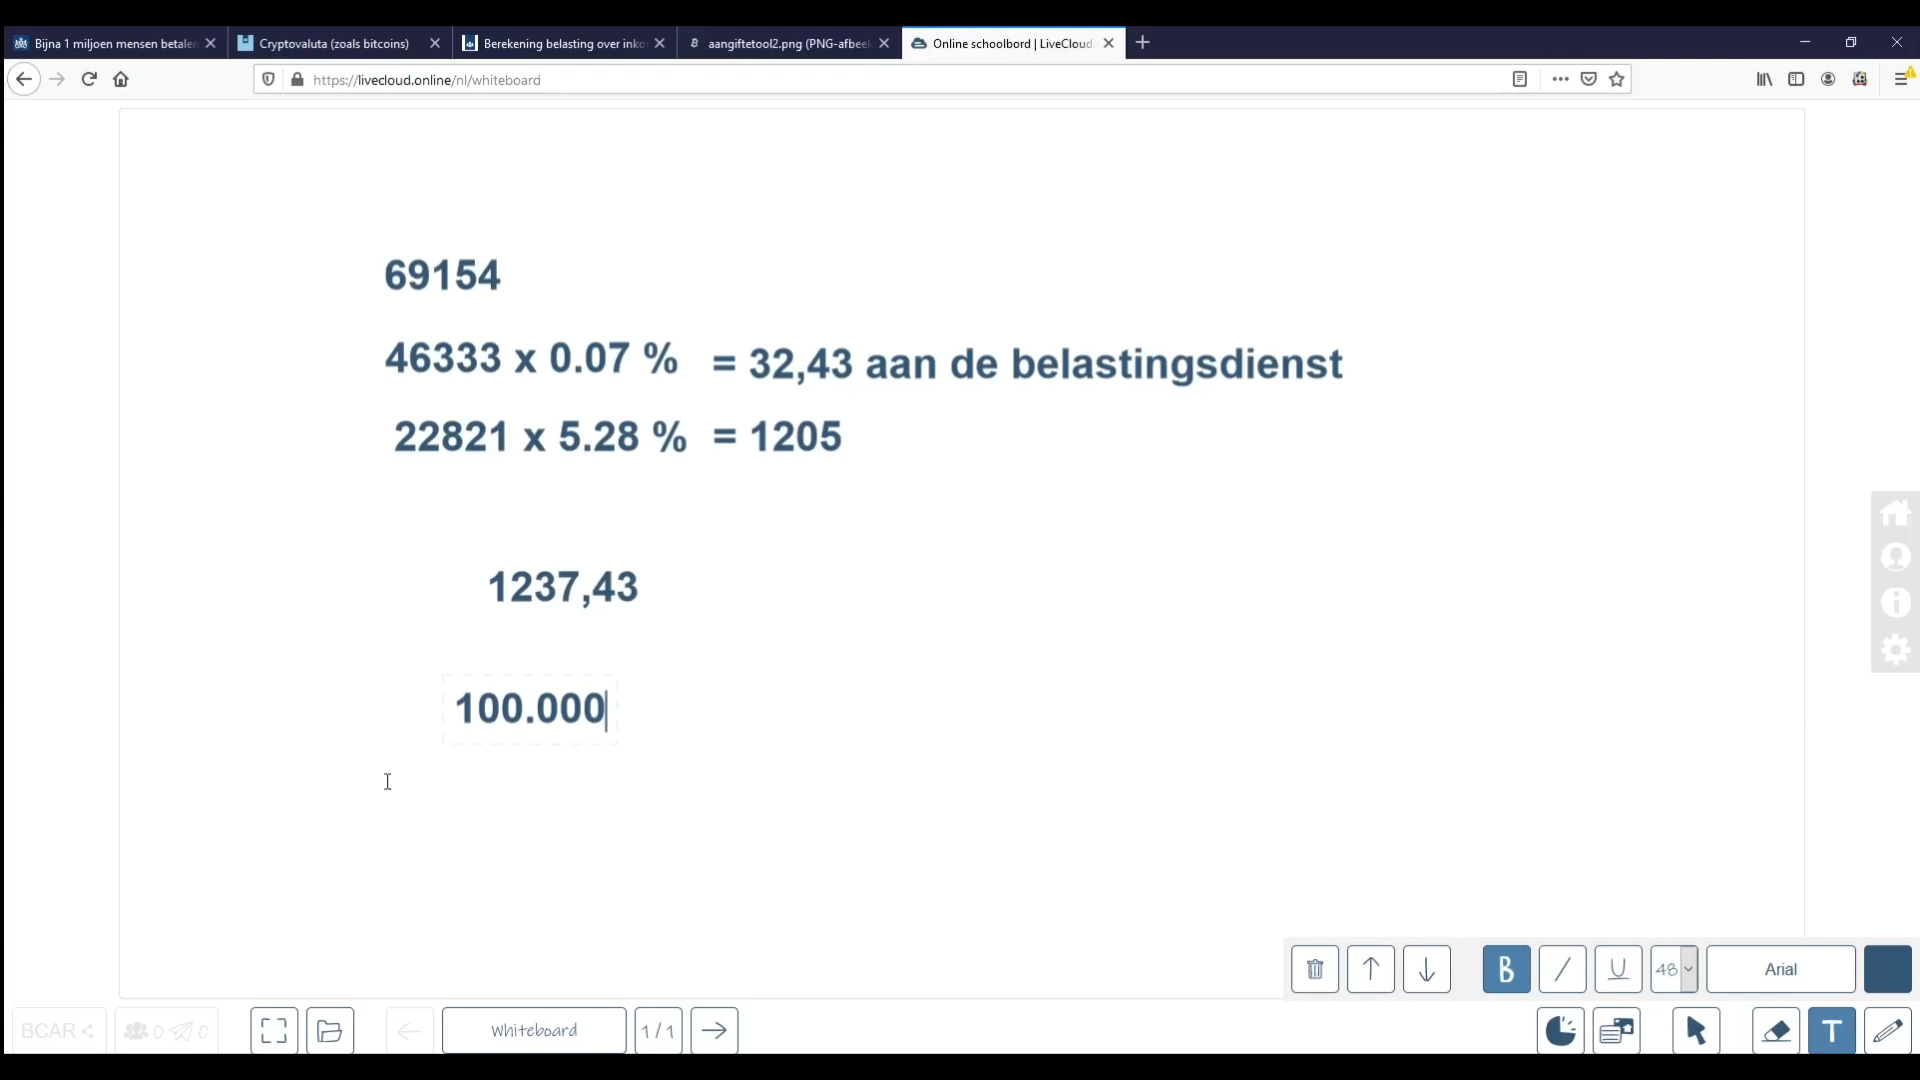 Bijna 1 miljoen mensen betalen
Cryptovaluta (zoals bitcoins)
Berekening belasting over inko
aangiftetool2.png (PNG-afbeel
Online schoolbord | LiveCloud.
https://livecloud.online/nl/whiteboard
69154
46333 x 0.07 % = 32,43 aan de belastingsdienst
22821 x 5.28 % = 1205
1237,43
100.000
B
U
48
Arial
BCAR
0
0
Whiteboard
1 / 1
T